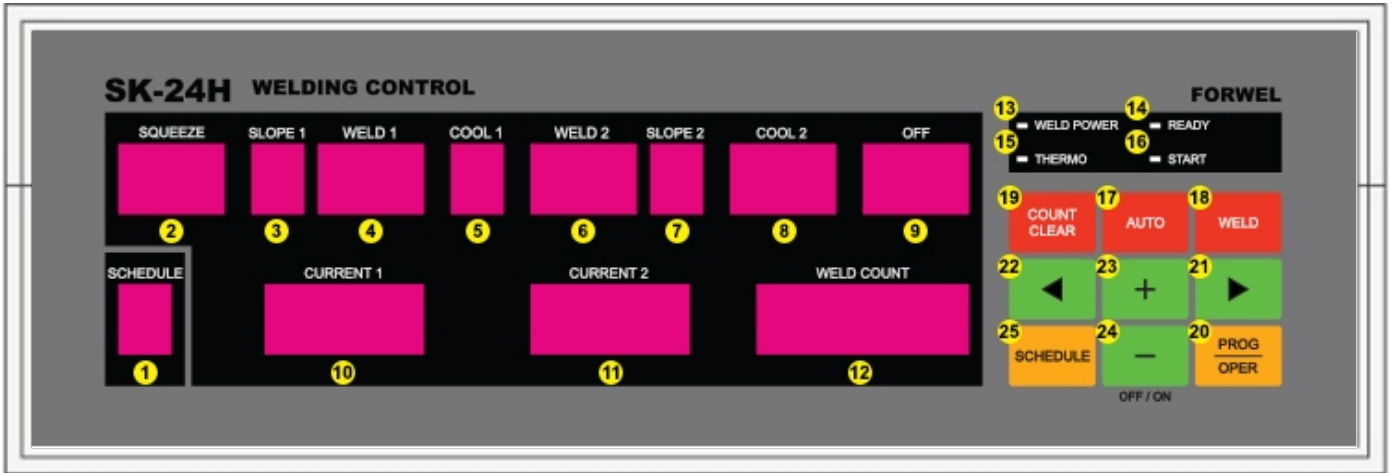 SK-24H WELDING CONTROL
FORWEL
SQUEEZE SLOPE 1 WELD 1 COOL 1 WELD 2 SLOPE 2 COOL 2 OFF
2 3 4 5 6 7 8 9
SCHEDULE CURRENT 1 CURRENT 2 WELD COUNT
1 10 11 12
13 WELD POWER 14 READY
15 THERMO 16 START
19 COUNT CLEAR 17 AUTO 18 WELD
22 ◀ 23 + 21 ▶
25 SCHEDULE 24 − 20 PROG OPER
OFF / ON